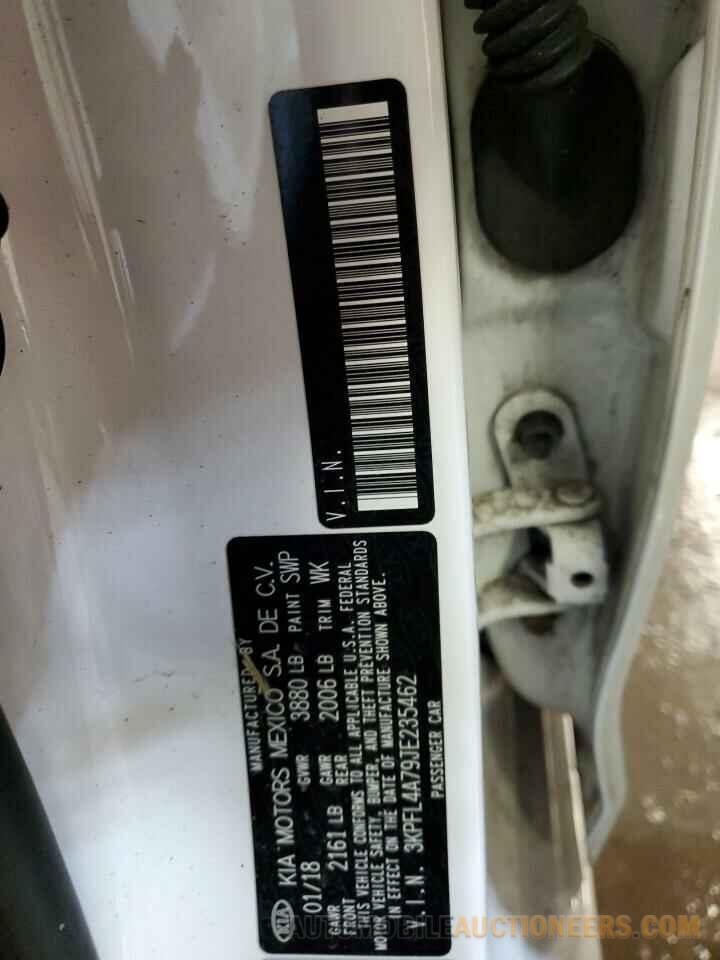 V.I.N.
MANUFACTURED BY
KIA KIA MOTORS MEXICO S.A. DE C.V.
01/18 GVWR 3880 LB PAINT SWP
GAWR FRONT 2161 LB GAWR REAR 2006 LB TRIM WK
THIS VEHICLE CONFORMS TO ALL APPLICABLE U.S.A. FEDERAL
MOTOR VEHICLE SAFETY, BUMPER, AND THEFT PREVENTION STANDARDS
IN EFFECT ON THE DATE OF MANUFACTURE SHOWN ABOVE.
V.I.N. 3KPFL4A79JE235462
PASSENGER CAR
AUTOMOBILEAUCTIONEERS.COM